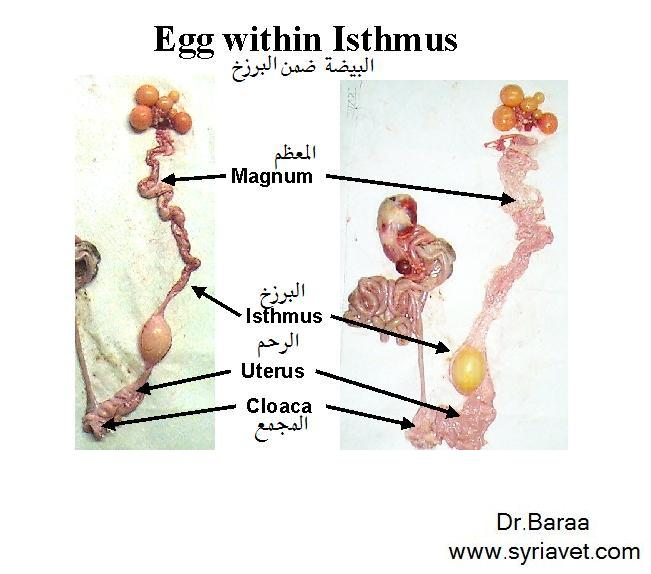 Egg within Isthmus
البيضة ضمن البرزخ
المعظم
Magnum
البرزخ
Isthmus
الرحم
Uterus
Cloaca
المجمع
Dr.Baraa
www.syriavet.com